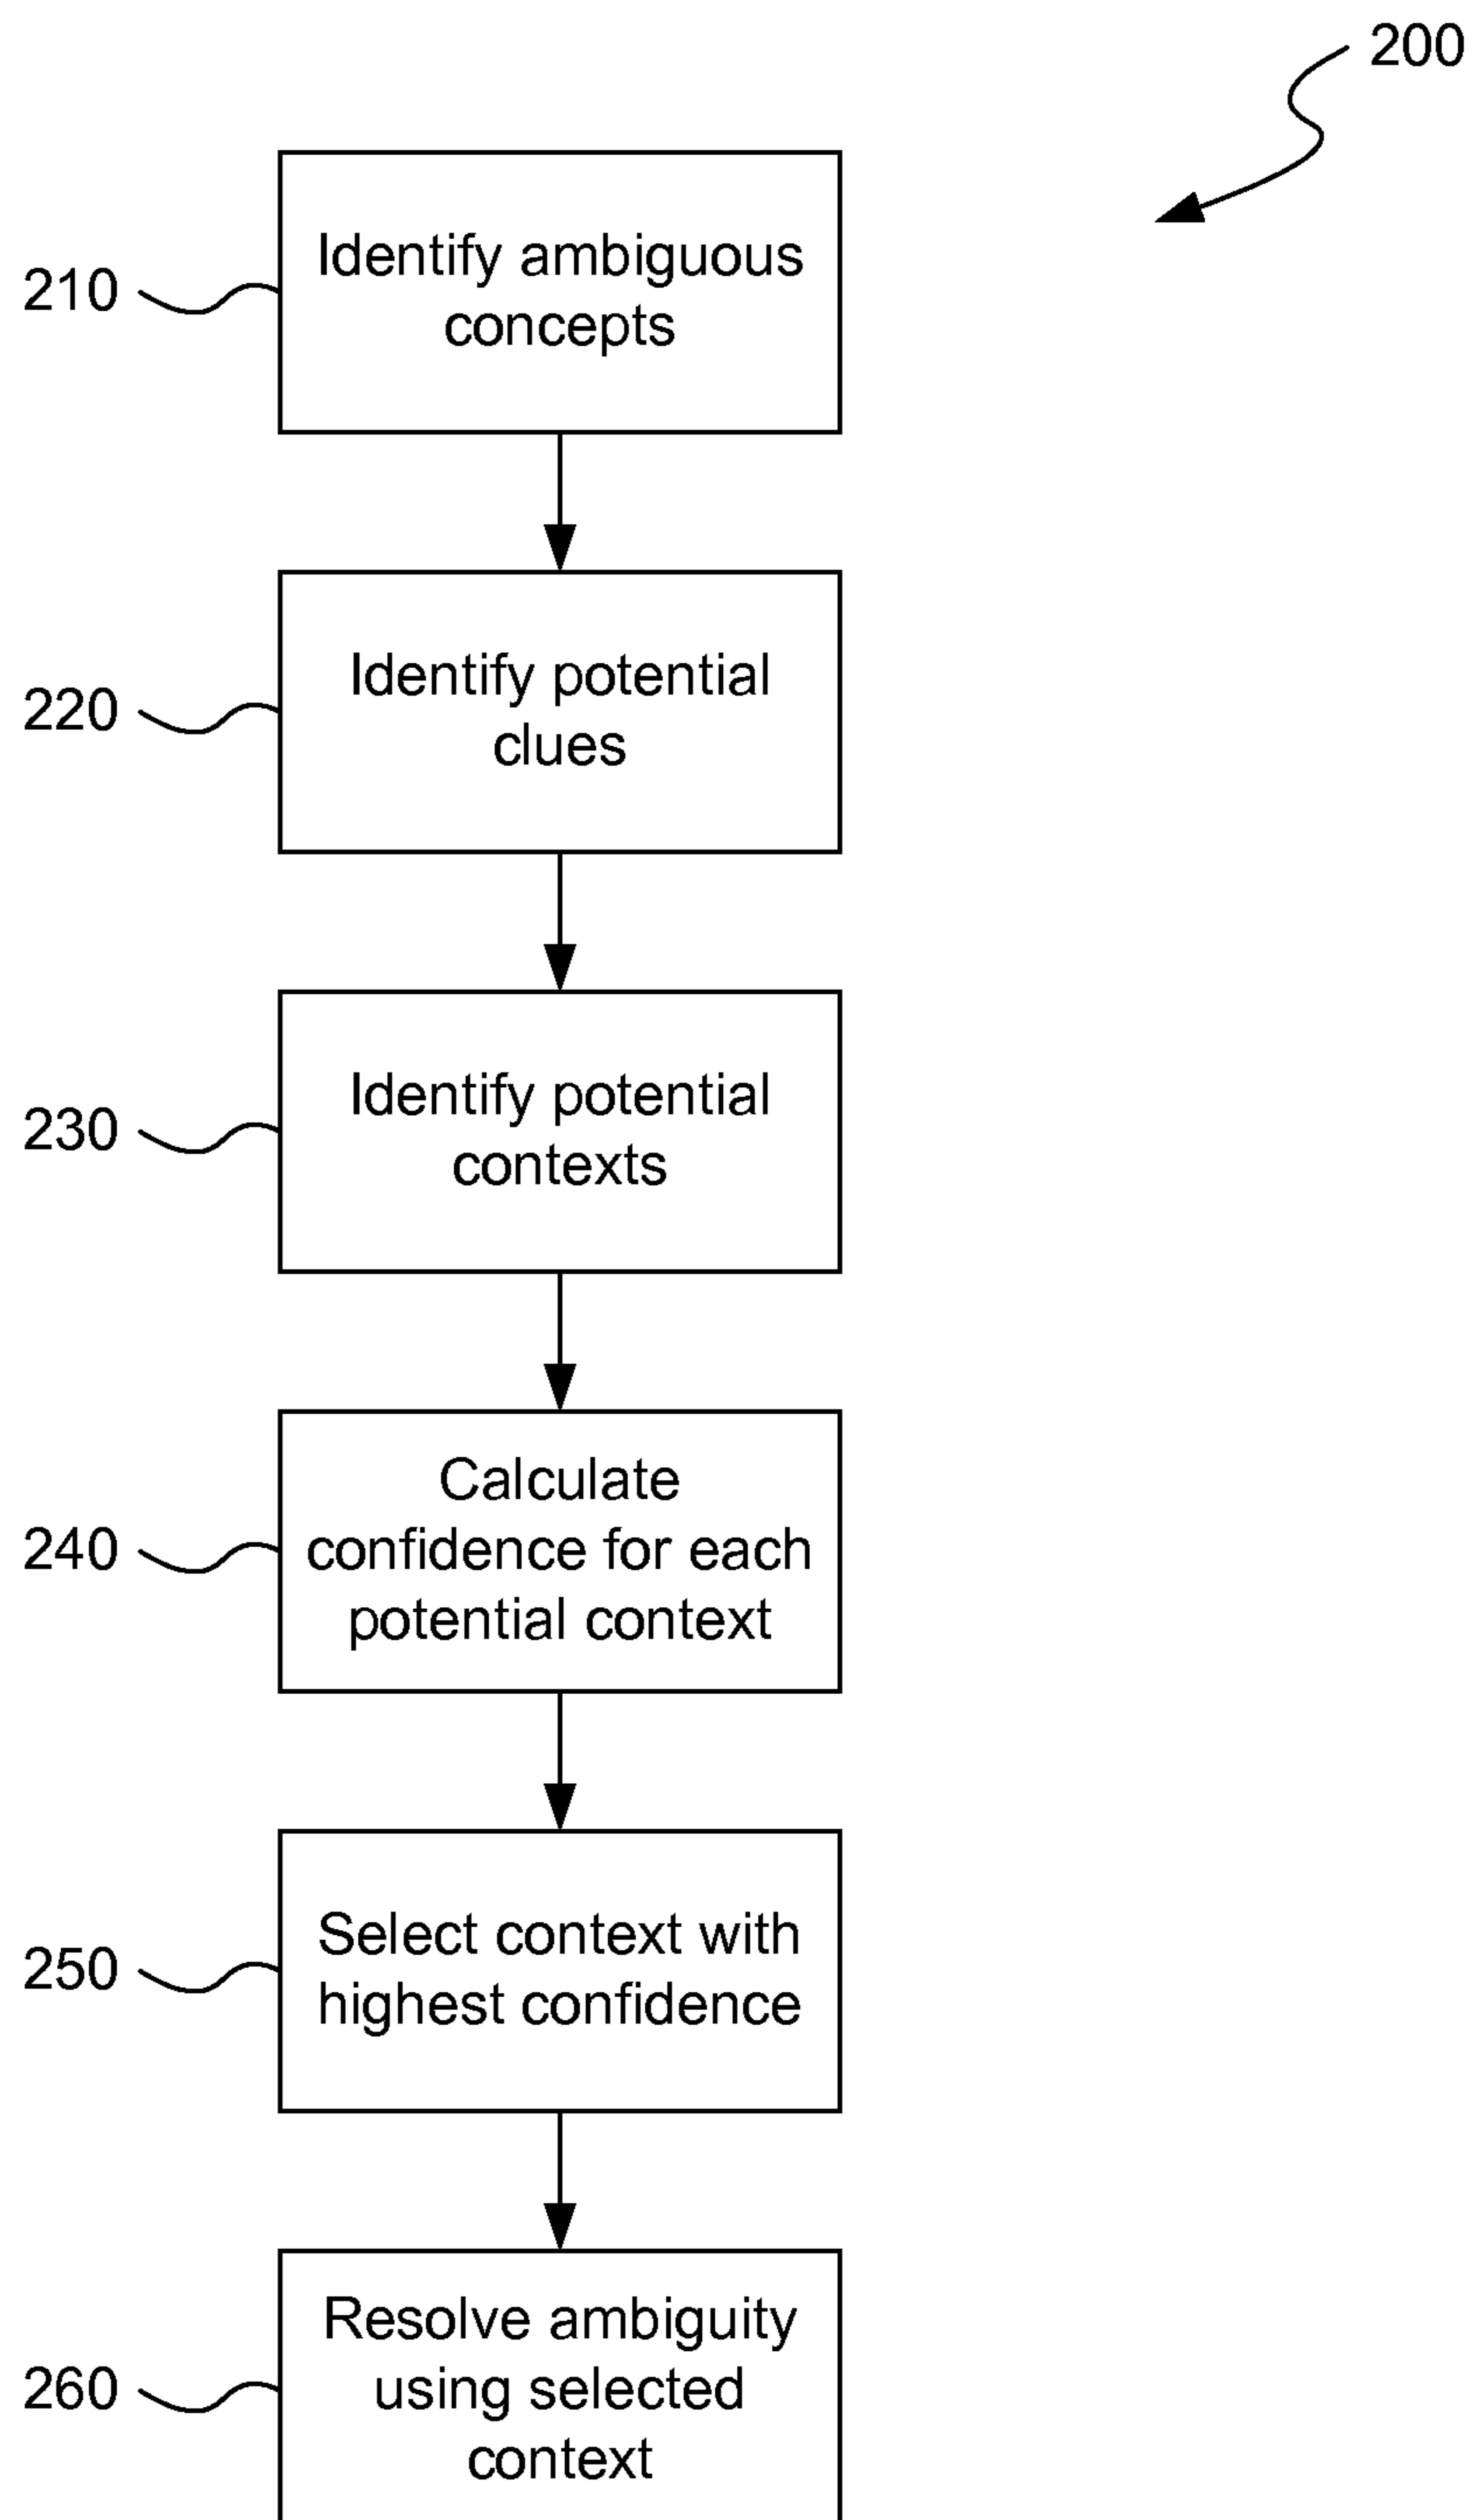 200
210
Identify ambiguous
concepts
220
Identify potential
clues
230
Identify potential
contexts
240
Calculate
confidence for each
potential context
250
Select context with
highest confidence
260
Resolve ambiguity
using selected
context